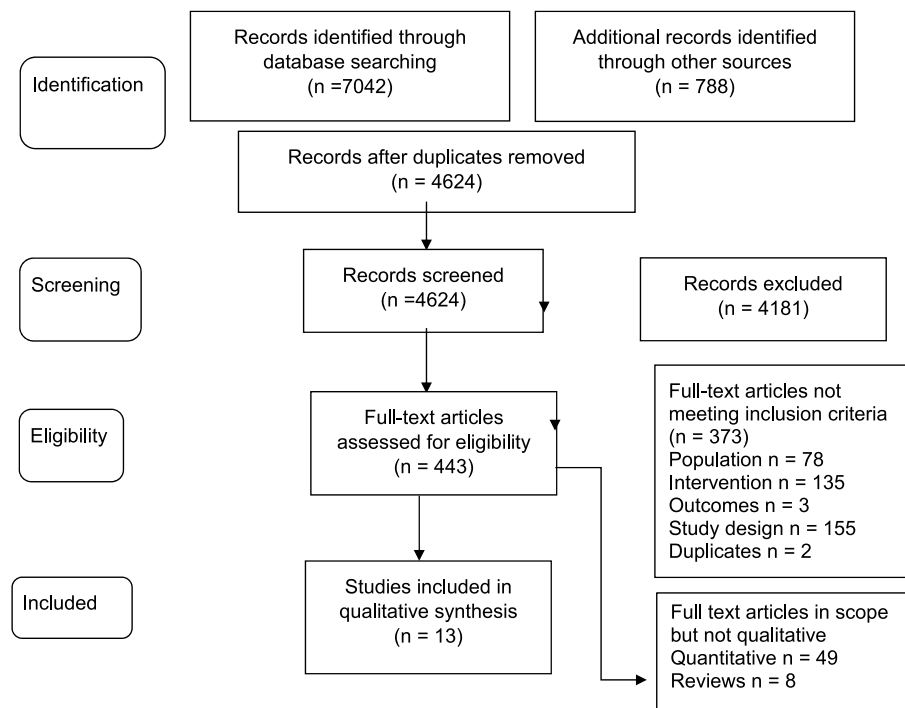 Identification
Records identified through
database searching
(n =7042)
Additional records identified
through other sources
(n = 788)
Records after duplicates removed
(n = 4624)
Screening
Records screened
(n =4624)
Records excluded
(n = 4181)
Eligibility
Full-text articles
assessed for eligibility
(n = 443)
Full-text articles not
meeting inclusion criteria
(n = 373)
Population n = 78
Intervention n = 135
Outcomes n = 3
Study design n = 155
Duplicates n = 2
Included
Studies included in
qualitative synthesis
(n = 13)
Full text articles in scope
but not qualitative
Quantitative n = 49
Reviews n = 8